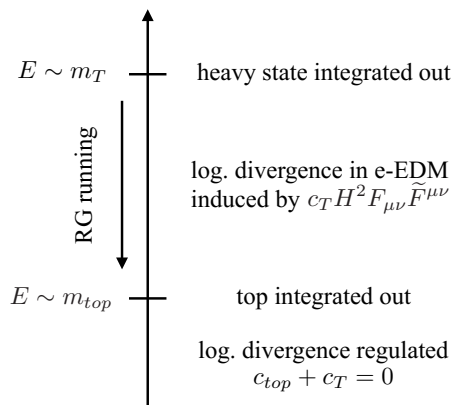 E ∼ m_T
heavy state integrated out
RG running
log. divergence in e-EDM
induced by c_T H^2 F_{μν} \widetilde{F}^{μν}
E ∼ m_{top}
top integrated out
log. divergence regulated
c_{top} + c_T = 0